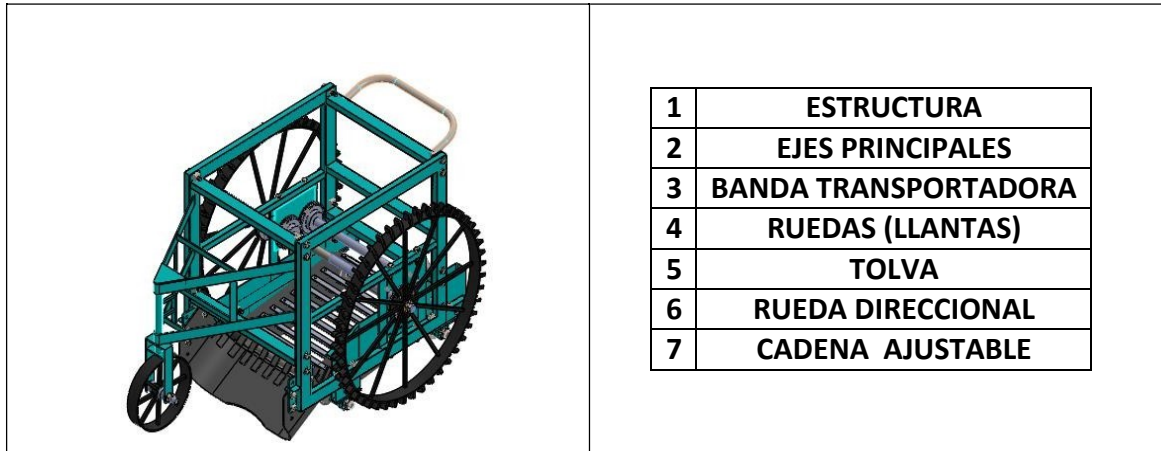 1 ESTRUCTURA
2 EJES PRINCIPALES
3 BANDA TRANSPORTADORA
4 RUEDAS (LLANTAS)
5 TOLVA
6 RUEDA DIRECCIONAL
7 CADENA AJUSTABLE